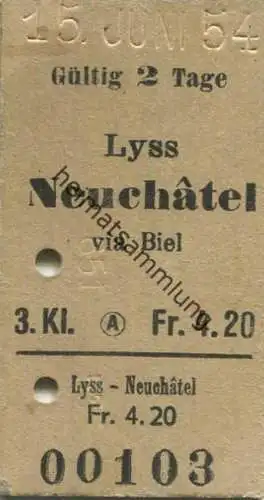 15. JUNI 54
Gültig 2 Tage
Lyss
Neuchâtel
via Biel
3. Kl. A Fr. 4.20
Lyss - Neuchâtel
Fr. 4.20
00103
heimatsammlung